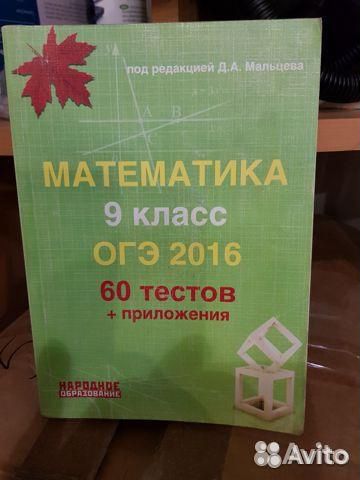 под редакцией Д.А. Мальцева
A B
МАТЕМАТИКА
9 класс
ОГЭ 2016
60 тестов
+ приложения
НАРОДНОЕ
ОБРАЗОВАНИЕ
Avito